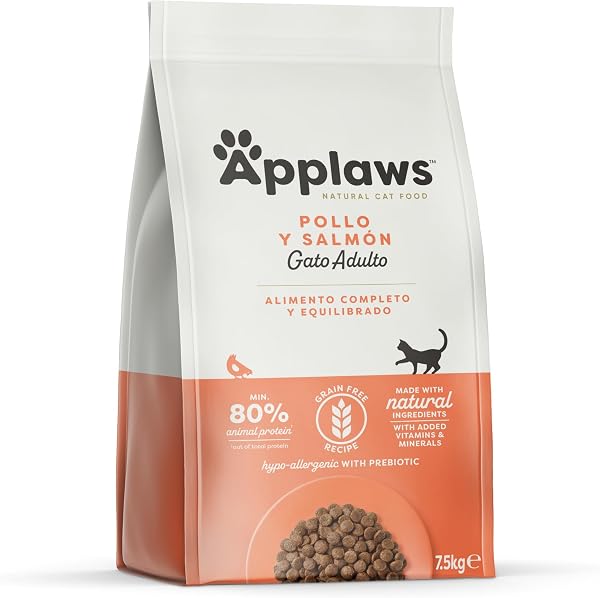 Applaws™
NATURAL CAT FOOD
POLLO
Y SALMÓN
Gato Adulto
ALIMENTO COMPLETO
Y EQUILIBRADO
MIN.
80%
animal protein*
*out of total protein
GRAIN FREE
RECIPE
MADE WITH
natural
INGREDIENTS
WITH ADDED
VITAMINS &
MINERALS
hypo-allergenic WITH PREBIOTIC
7.5kg℮